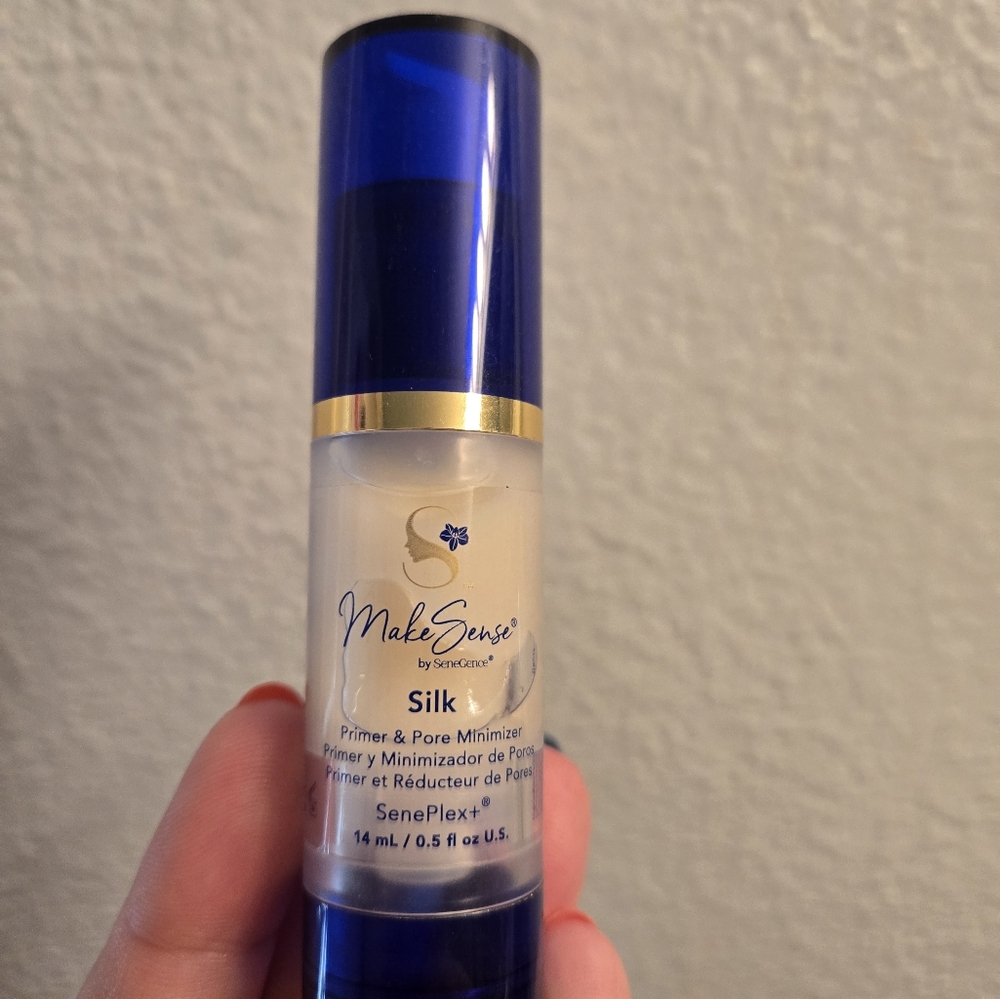 MakeSense®
by SeneGence®
Silk
Primer & Pore Minimizer
Primer y Minimizador de Poros
Primer et Réducteur de Pores
SenePlex+®
14 mL / 0.5 fl oz U.S.